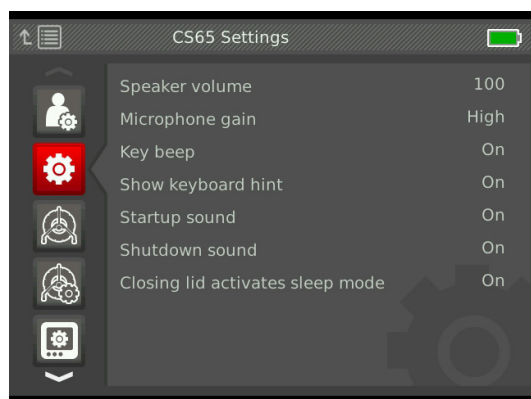 CS65 Settings
Speaker volume 100
Microphone gain High
Key beep On
Show keyboard hint On
Startup sound On
Shutdown sound On
Closing lid activates sleep mode On